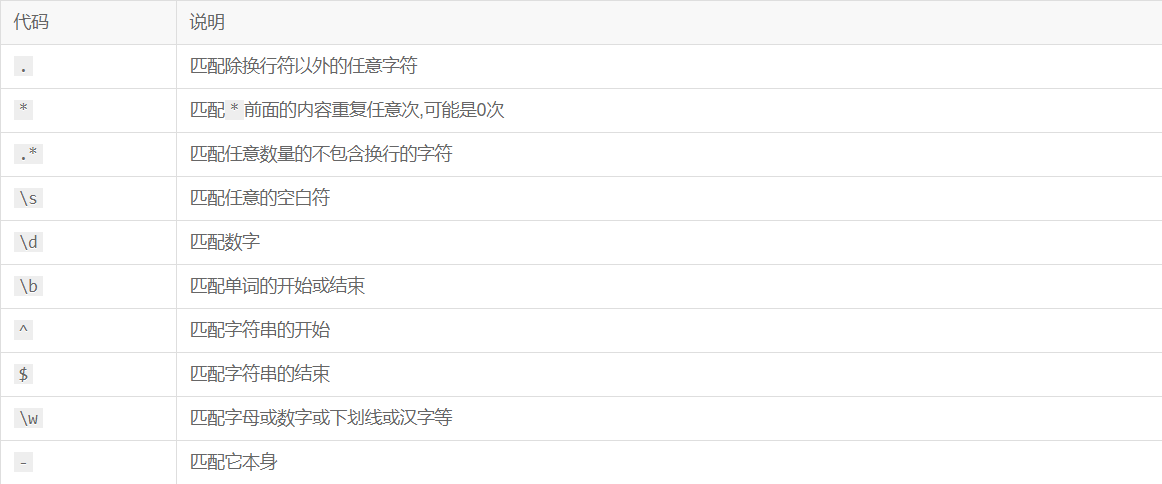 代码 说明
. 匹配除换行符以外的任意字符
* 匹配*前面的内容重复任意次,可能是0次
.* 匹配任意数量的不包含换行的字符
\s 匹配任意的空白符
\d 匹配数字
\b 匹配单词的开始或结束
^ 匹配字符串的开始
$ 匹配字符串的结束
\w 匹配字母或数字或下划线或汉字等
- 匹配它本身